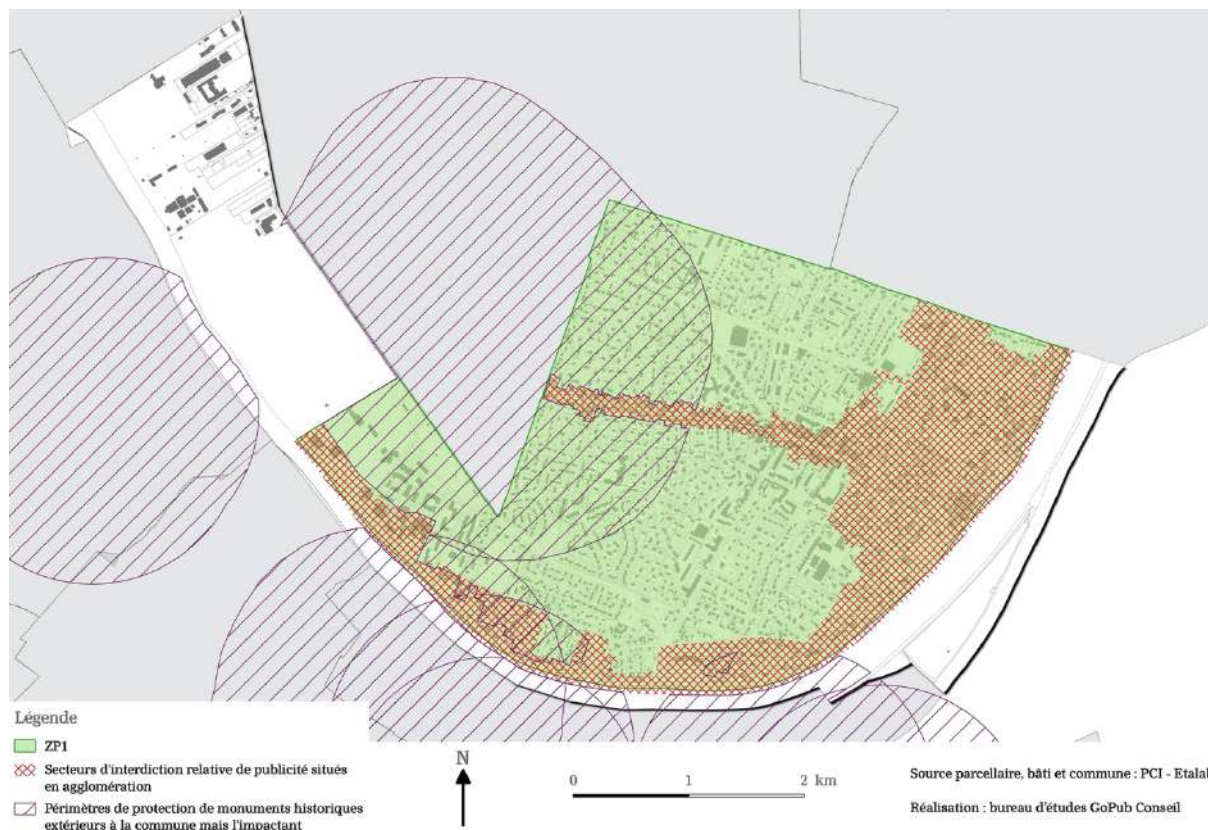 Légende
ZP1
Secteurs d'interdiction relative de publicité situés
en agglomération
Périmètres de protection de monuments historiques
extérieurs à la commune mais l'impactant
N
0 1 2 km
Source parcellaire, bâti et commune : PCI - Etalab
Réalisation : bureau d'études GoPub Conseil